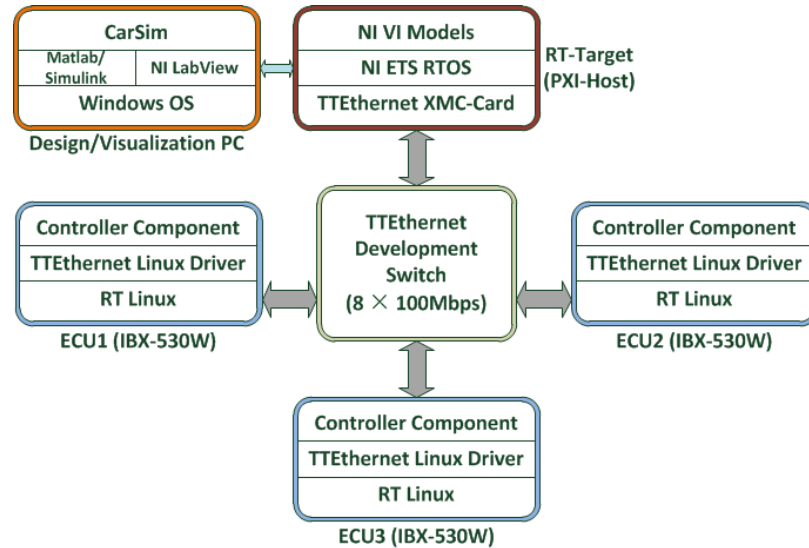 CarSim
Matlab/
Simulink
NI LabView
Windows OS
Design/Visualization PC
NI VI Models
NI ETS RTOS
TTEthernet XMC-Card
RT-Target
(PXI-Host)
Controller Component
TTEthernet Linux Driver
RT Linux
ECU1 (IBX-530W)
TTEthernet
Development
Switch
(8 × 100Mbps)
Controller Component
TTEthernet Linux Driver
RT Linux
ECU2 (IBX-530W)
Controller Component
TTEthernet Linux Driver
RT Linux
ECU3 (IBX-530W)